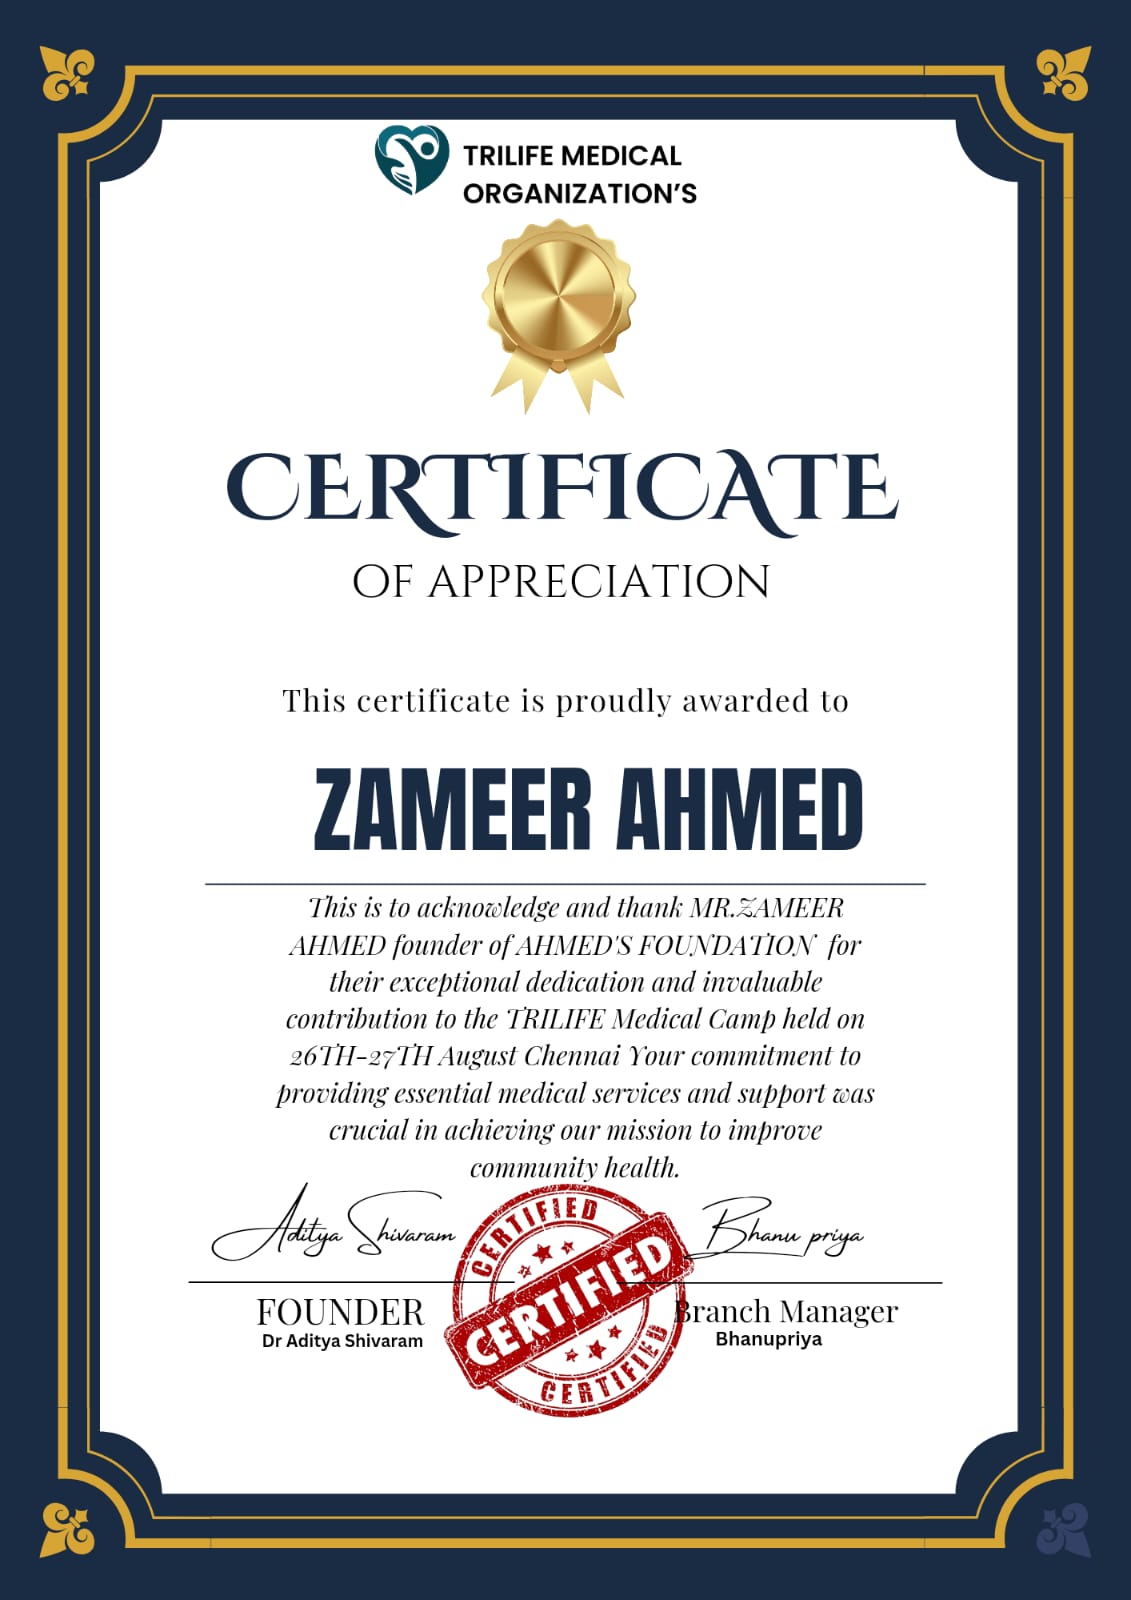 TRILIFE MEDICAL
ORGANIZATION'S
CERTIFICATE
OF APPRECIATION
This certificate is proudly awarded to
ZAMEER AHMED
This is to acknowledge and thank MR.ZAMEER
AHMED founder of AHMED'S FOUNDATION for
their exceptional dedication and invaluable
contribution to the TRILIFE Medical Camp held on
26TH-27TH August Chennai Your commitment to
providing essential medical services and support was
crucial in achieving our mission to improve
community health.
Aditya Shivaram
Bhanu priya
CERTIFIED
CERTIFIED
CERTIFIED
FOUNDER
Dr Aditya Shivaram
Branch Manager
Bhanupriya